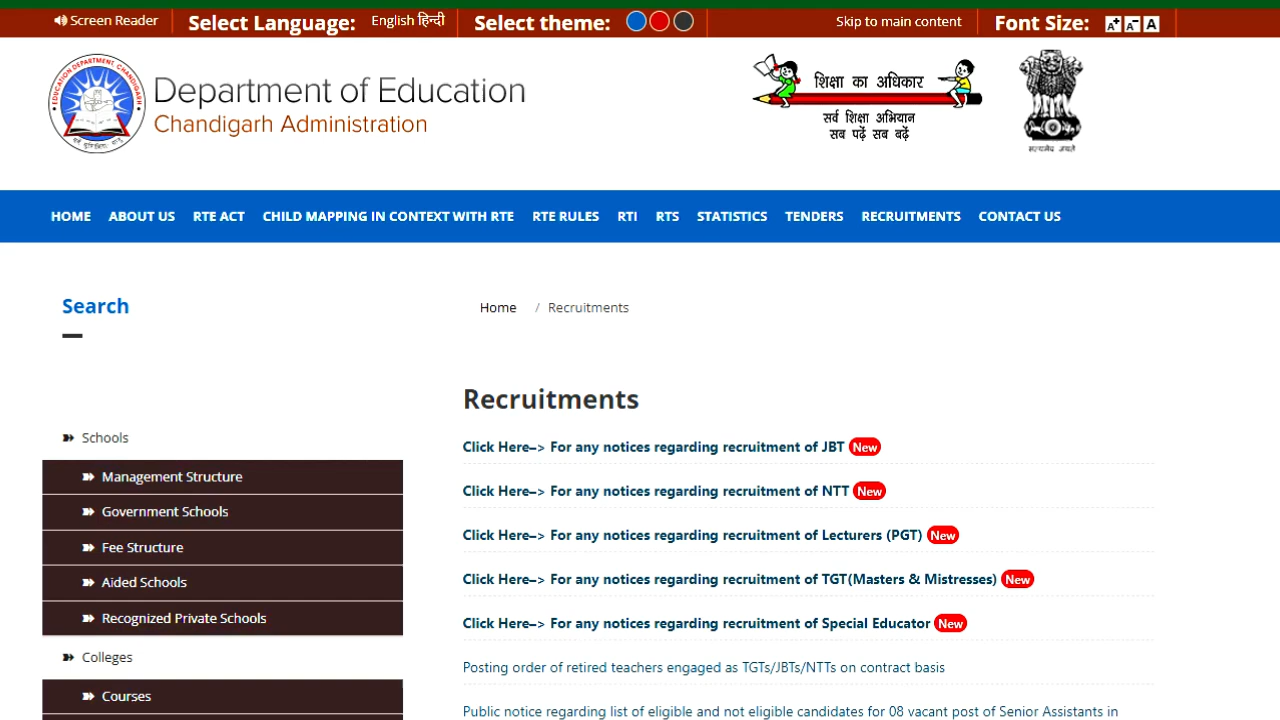 Screen Reader Select Language: English हिन्दी Select theme: Skip to main content Font Size: A+ A- A
EDUCATION DEPARTMENT, CHANDIGARH
Department of Education
Chandigarh Administration
शिक्षा का अधिकार
सर्व शिक्षा अभियान
सब पढ़ें सब बढ़ें
सत्यमेव जयते
HOME ABOUT US RTE ACT CHILD MAPPING IN CONTEXT WITH RTE RTE RULES RTI RTS STATISTICS TENDERS RECRUITMENTS CONTACT US
Search
Home / Recruitments
Recruitments
Click Here–> For any notices regarding recruitment of JBT New
Click Here–> For any notices regarding recruitment of NTT New
Click Here–> For any notices regarding recruitment of Lecturers (PGT) New
Click Here–> For any notices regarding recruitment of TGT(Masters & Mistresses) New
Click Here–> For any notices regarding recruitment of Special Educator New
Posting order of retired teachers engaged as TGTs/JBTs/NTTs on contract basis
Public notice regarding list of eligible and not eligible candidates for 08 vacant post of Senior Assistants in
Schools
Management Structure
Government Schools
Fee Structure
Aided Schools
Recognized Private Schools
Colleges
Courses